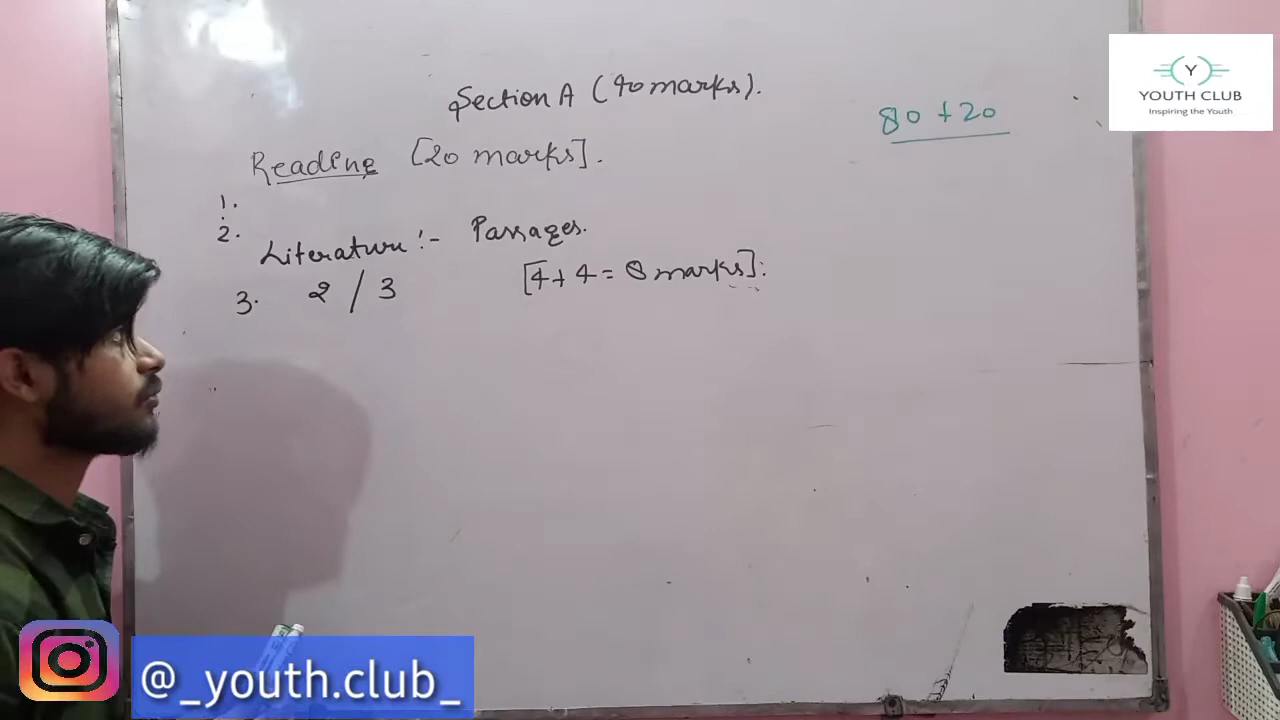 Section A (40 marks).
80 + 20
Reading [20 marks].
1.
2.
Literature :- Passages.
3. 2 / 3 [4+4 = 8 marks]:
Y
YOUTH CLUB
Inspiring the Youth
@_youth.club_